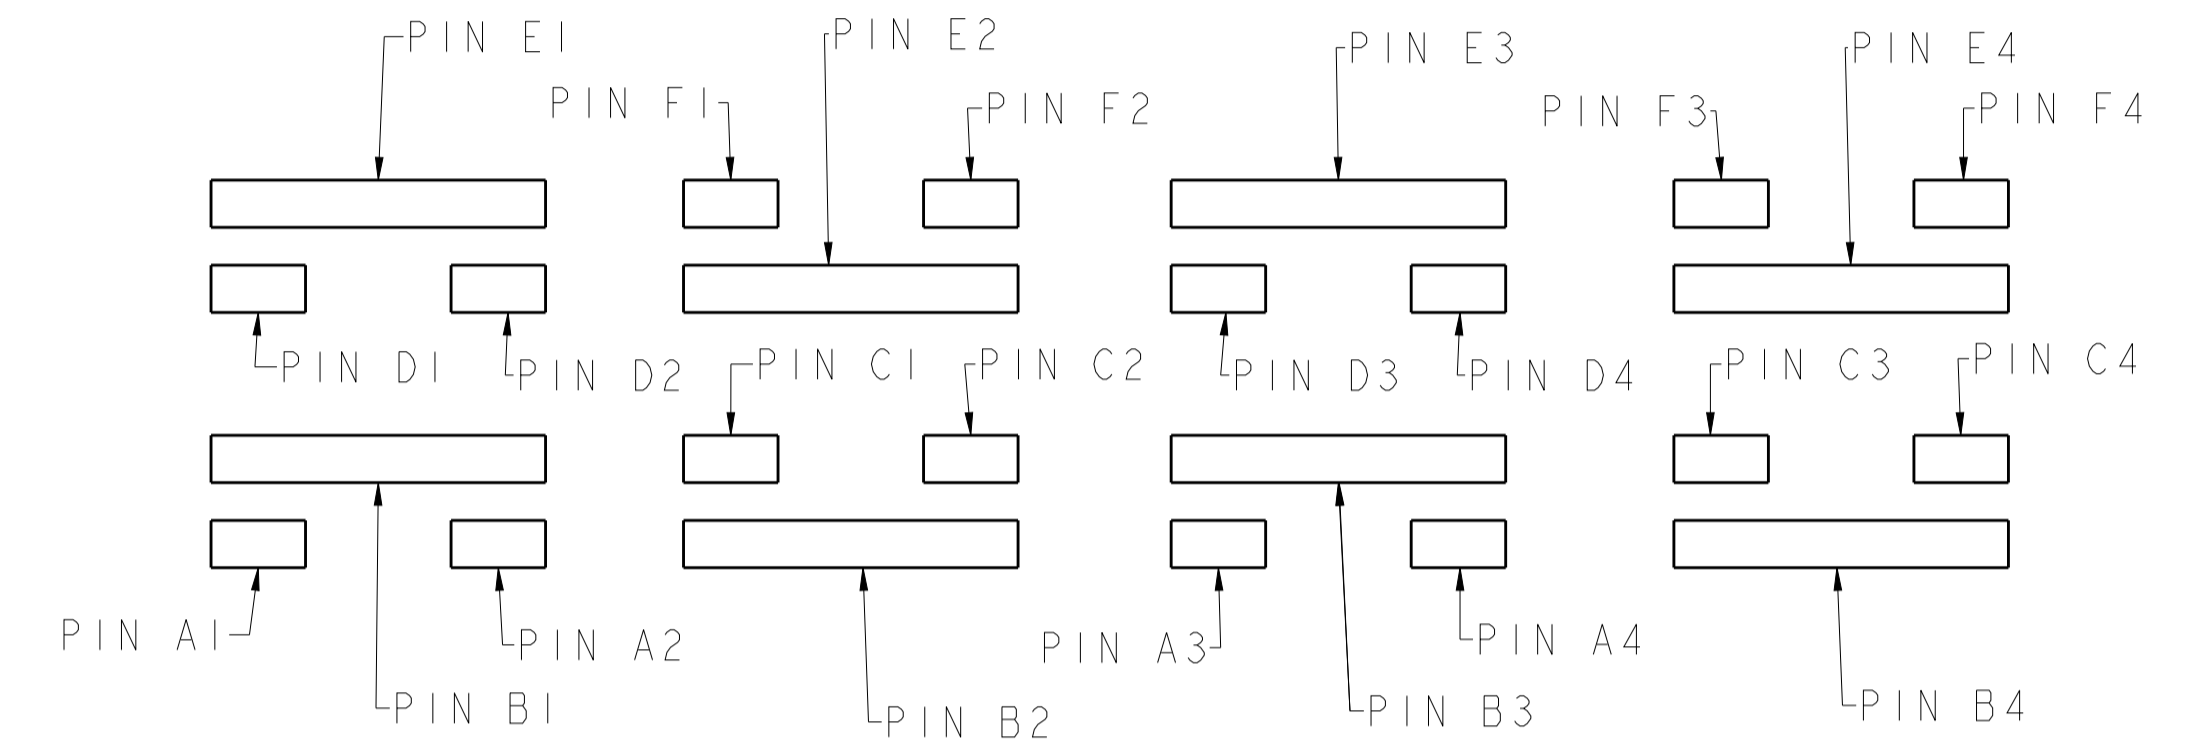 PIN E1
PIN E2
PIN E3
PIN E4
PIN F1
PIN F2
PIN F3
PIN F4
PIN D1
PIN D2
PIN C1
PIN C2
PIN D3
PIN D4
PIN C3
PIN C4
PIN A1
PIN A2
PIN A3
PIN A4
PIN B1
PIN B2
PIN B3
PIN B4